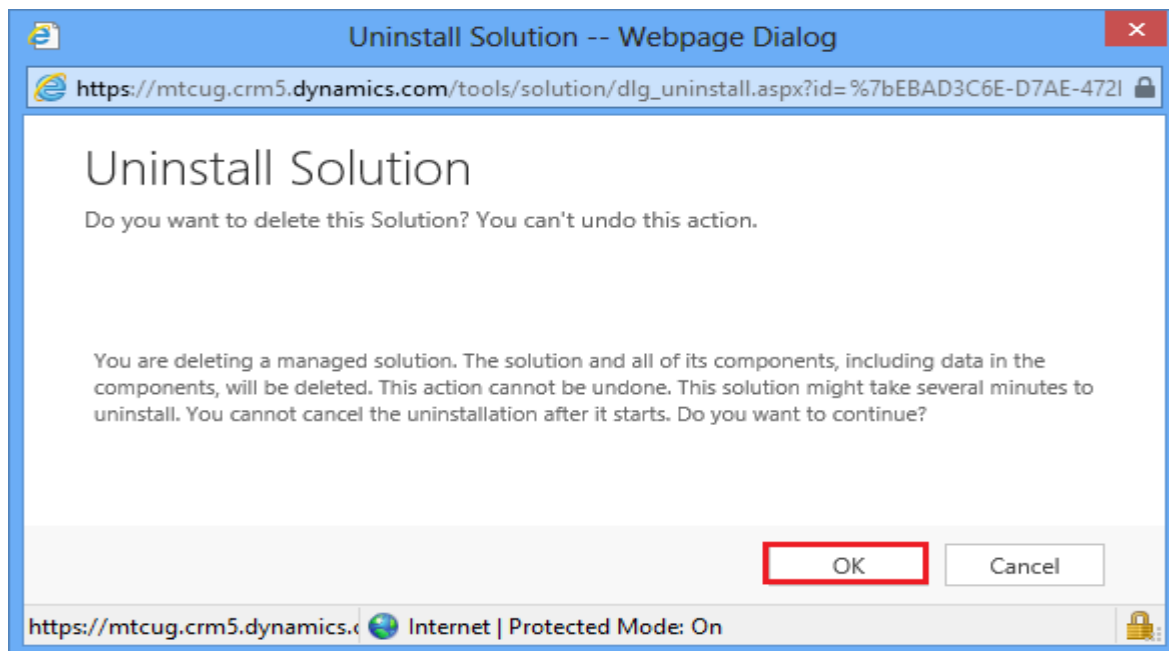 Uninstall Solution -- Webpage Dialog
https://mtcug.crm5.dynamics.com/tools/solution/dlg_uninstall.aspx?id=%7bEBAD3C6E-D7AE-472
Uninstall Solution
Do you want to delete this Solution? You can't undo this action.
You are deleting a managed solution. The solution and all of its components, including data in the
components, will be deleted. This action cannot be undone. This solution might take several minutes to
uninstall. You cannot cancel the uninstallation after it starts. Do you want to continue?
OK Cancel
https://mtcug.crm5.dynamics. Internet | Protected Mode: On